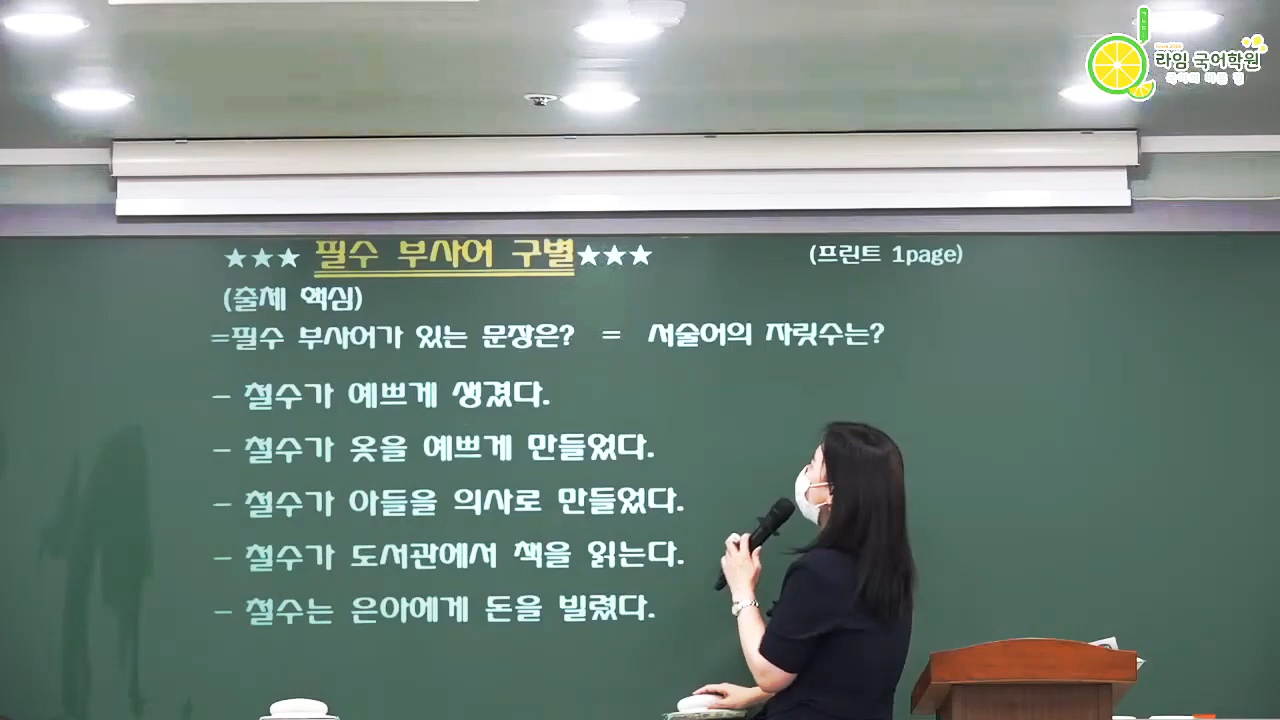 라임 국어학원
★★★ 필수 부사어 구별★★★ (프린트 1page)
(출제 핵심)
=필수 부사어가 있는 문장은? = 서술어의 자릿수는?
- 철수가 예쁘게 생겼다.
- 철수가 옷을 예쁘게 만들었다.
- 철수가 아들을 의사로 만들었다.
- 철수가 도서관에서 책을 읽는다.
- 철수는 은아에게 돈을 빌렸다.